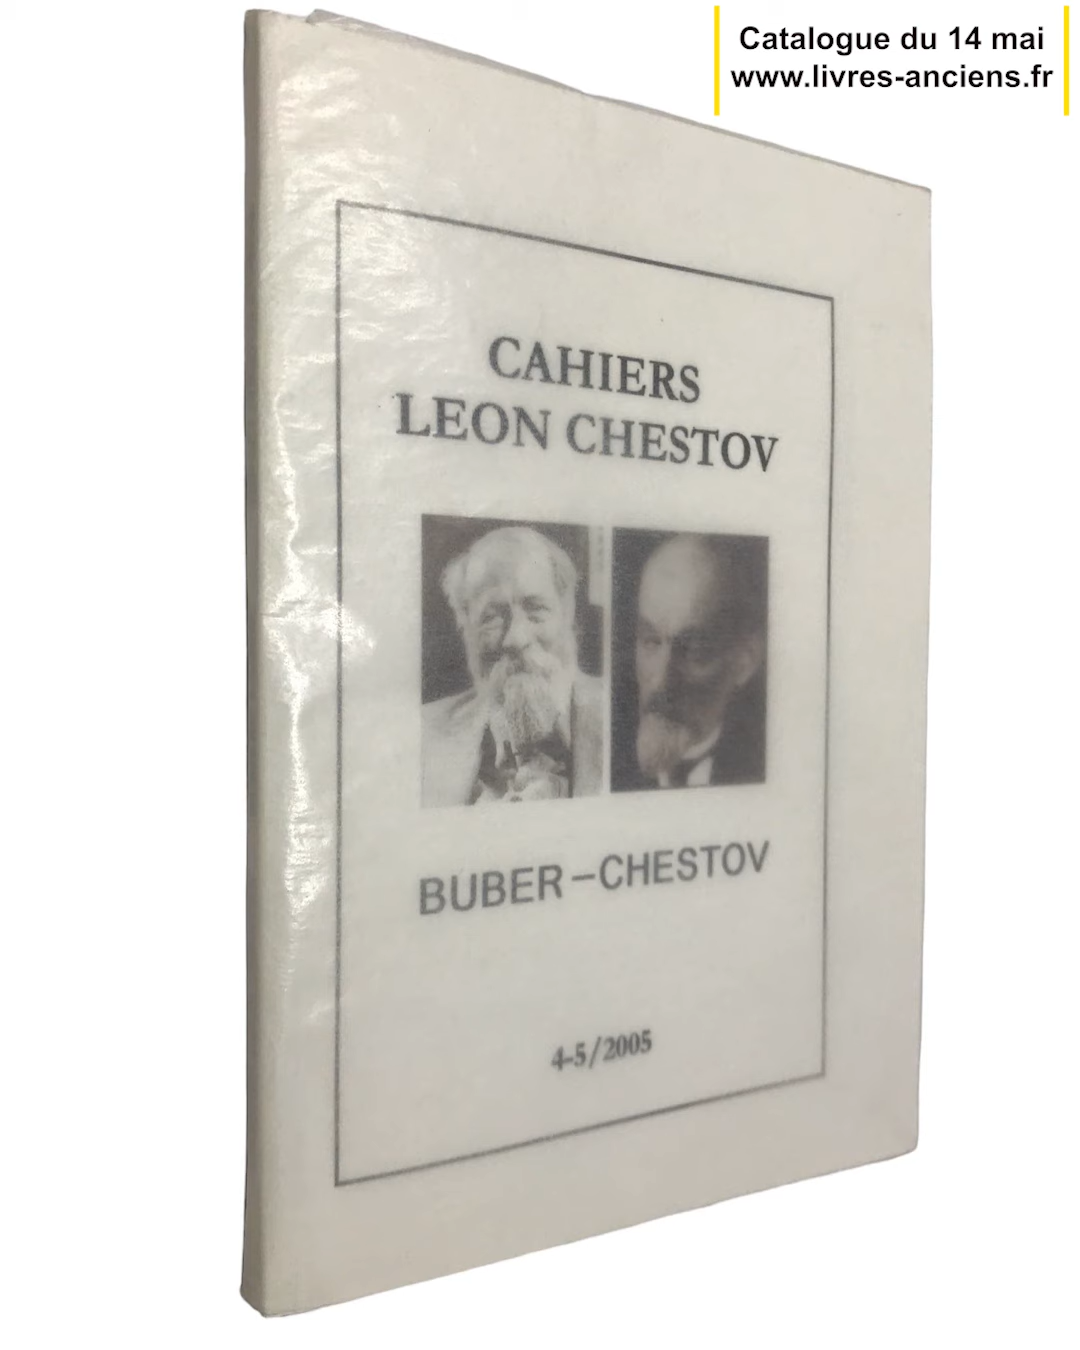 Catalogue du 14 mai
www.livres-anciens.fr
CAHIERS
LEON CHESTOV
BUBER – CHESTOV
4-5/2005